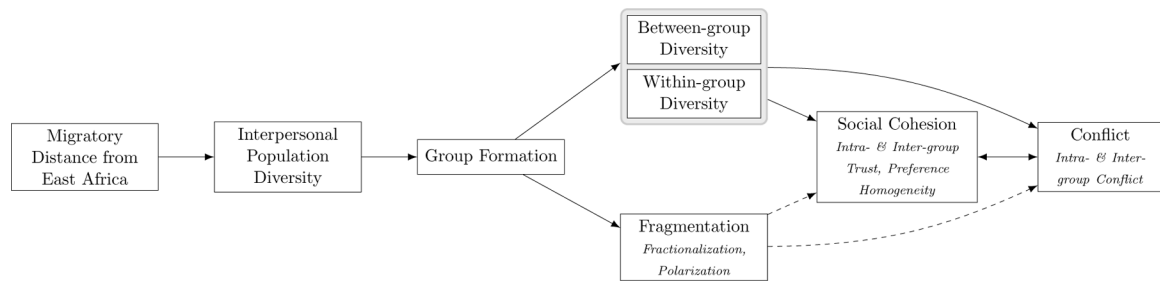 Migratory
Distance from
East Africa
Interpersonal
Population
Diversity
Group Formation
Between-group
Diversity
Within-group
Diversity
Fragmentation
Fractionalization,
Polarization
Social Cohesion
Intra- & Inter-group
Trust, Preference
Homogeneity
Conflict
Intra- & Inter-
group Conflict